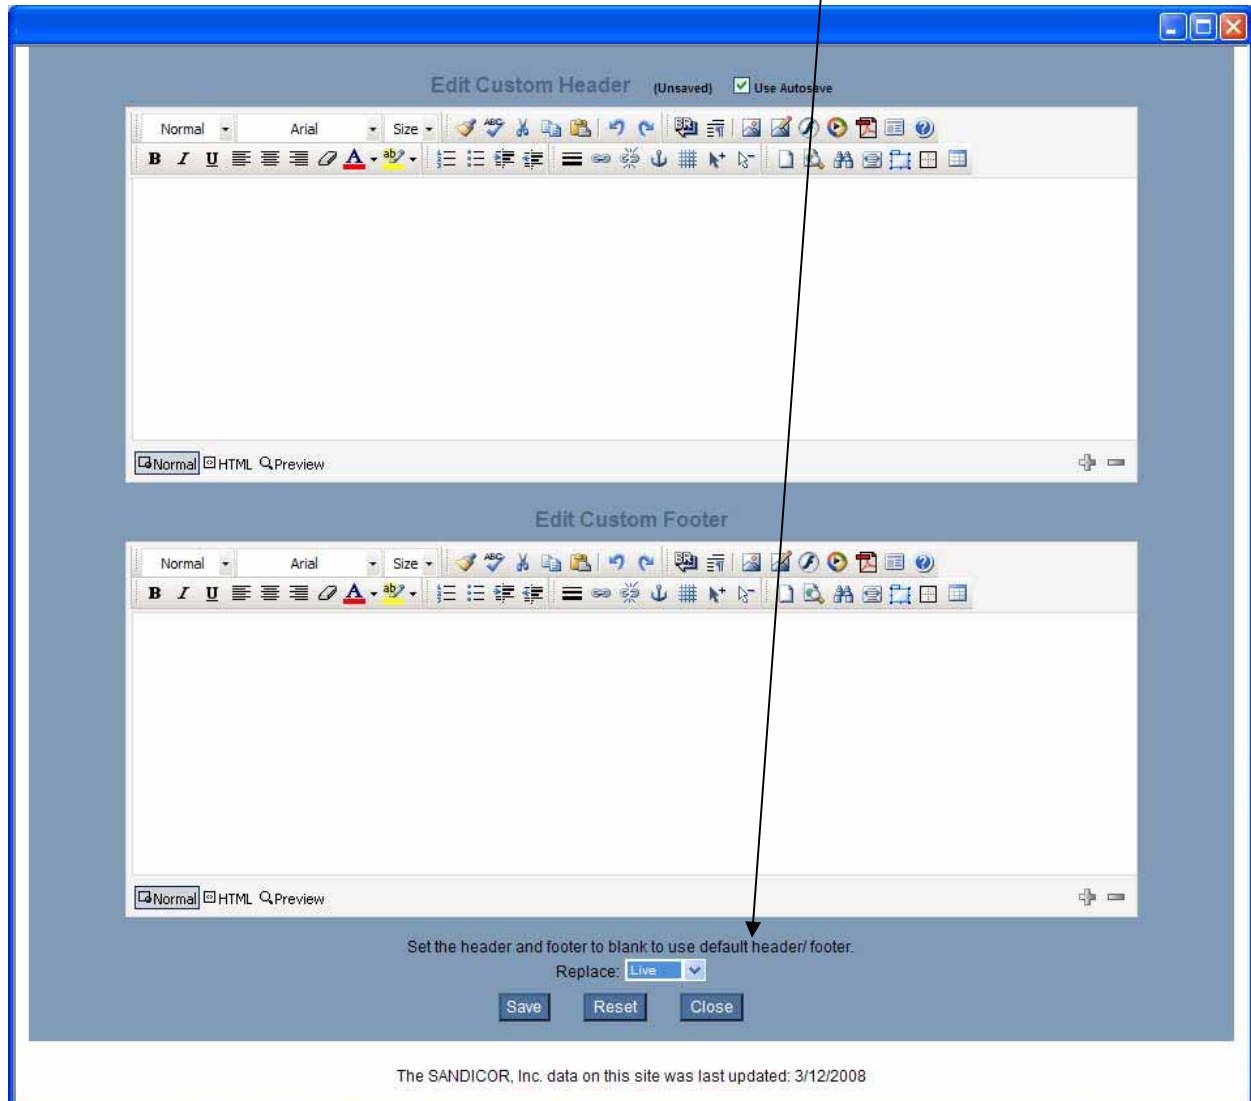 Edit Custom Header (Unsaved) Use Autosave
Normal Arial Size
B I U A ab
Normal HTML Preview
Edit Custom Footer
Normal Arial Size
B I U A ab
Normal HTML Preview
Set the header and footer to blank to use default header/ footer.
Replace: Live
Save Reset Close
The SANDICOR, Inc. data on this site was last updated: 3/12/2008